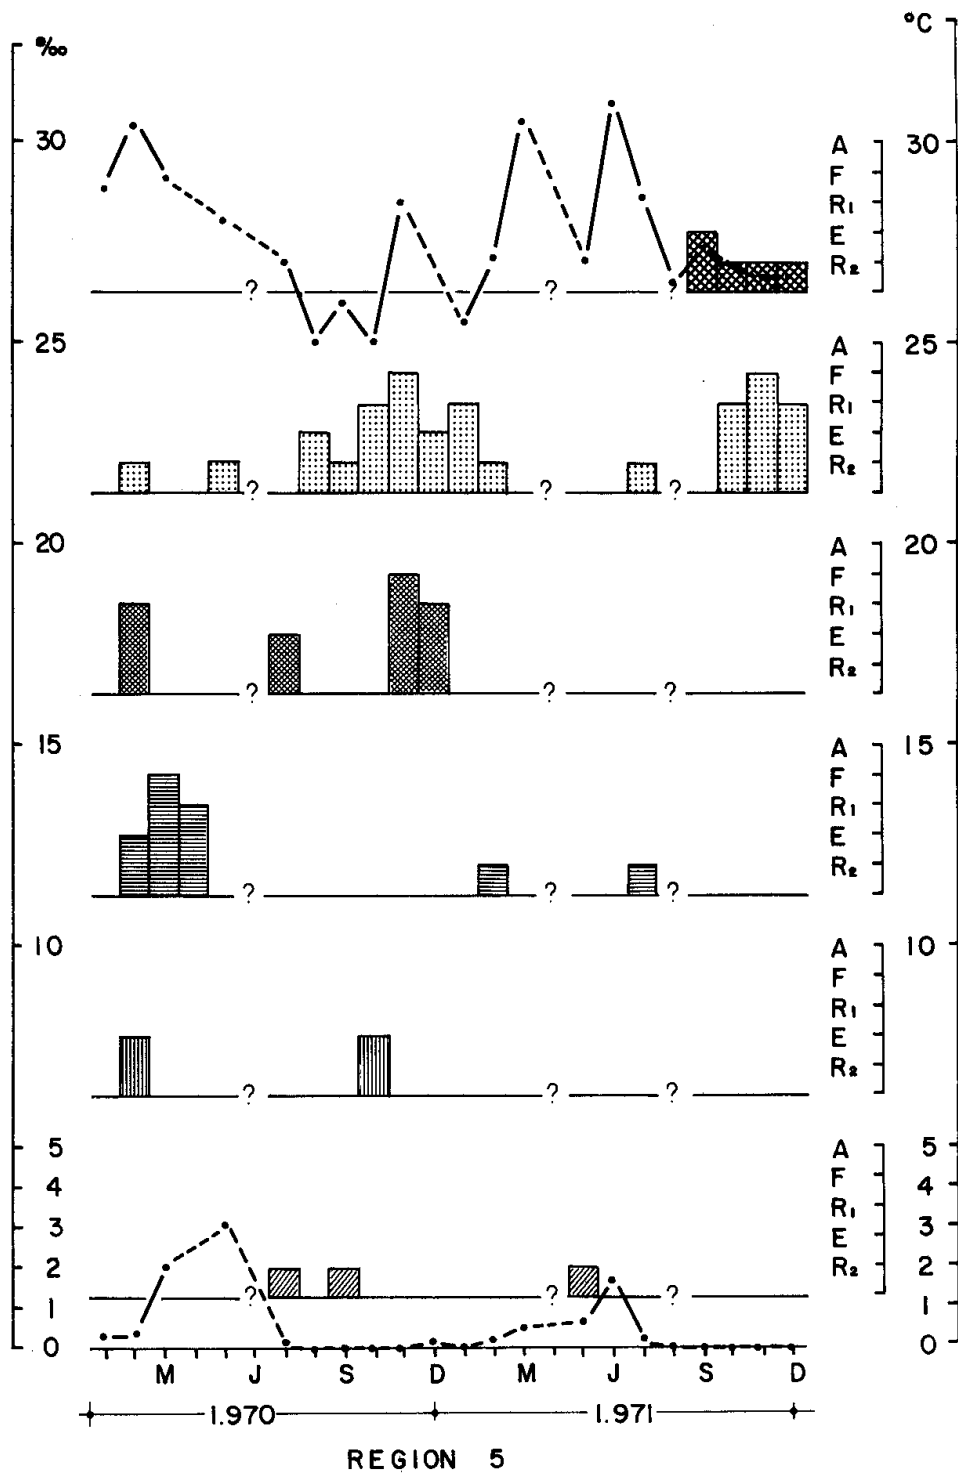 ‰ °C
30 A 30
F
R₁
E
R₂
?
?
?
25 A 25
F
R₁
E
R₂
?
?
?
20 A 20
F
R₁
E
R₂
?
?
?
15 A 15
F
R₁
E
R₂
?
?
?
10 A 10
F
R₁
E
R₂
?
?
?
5 A 5
4 F 4
3 R₁ 3
E
2 R₂ 2
?
?
?
1 1
0 0
M J S D M J S D
1.970 1.971
REGION 5